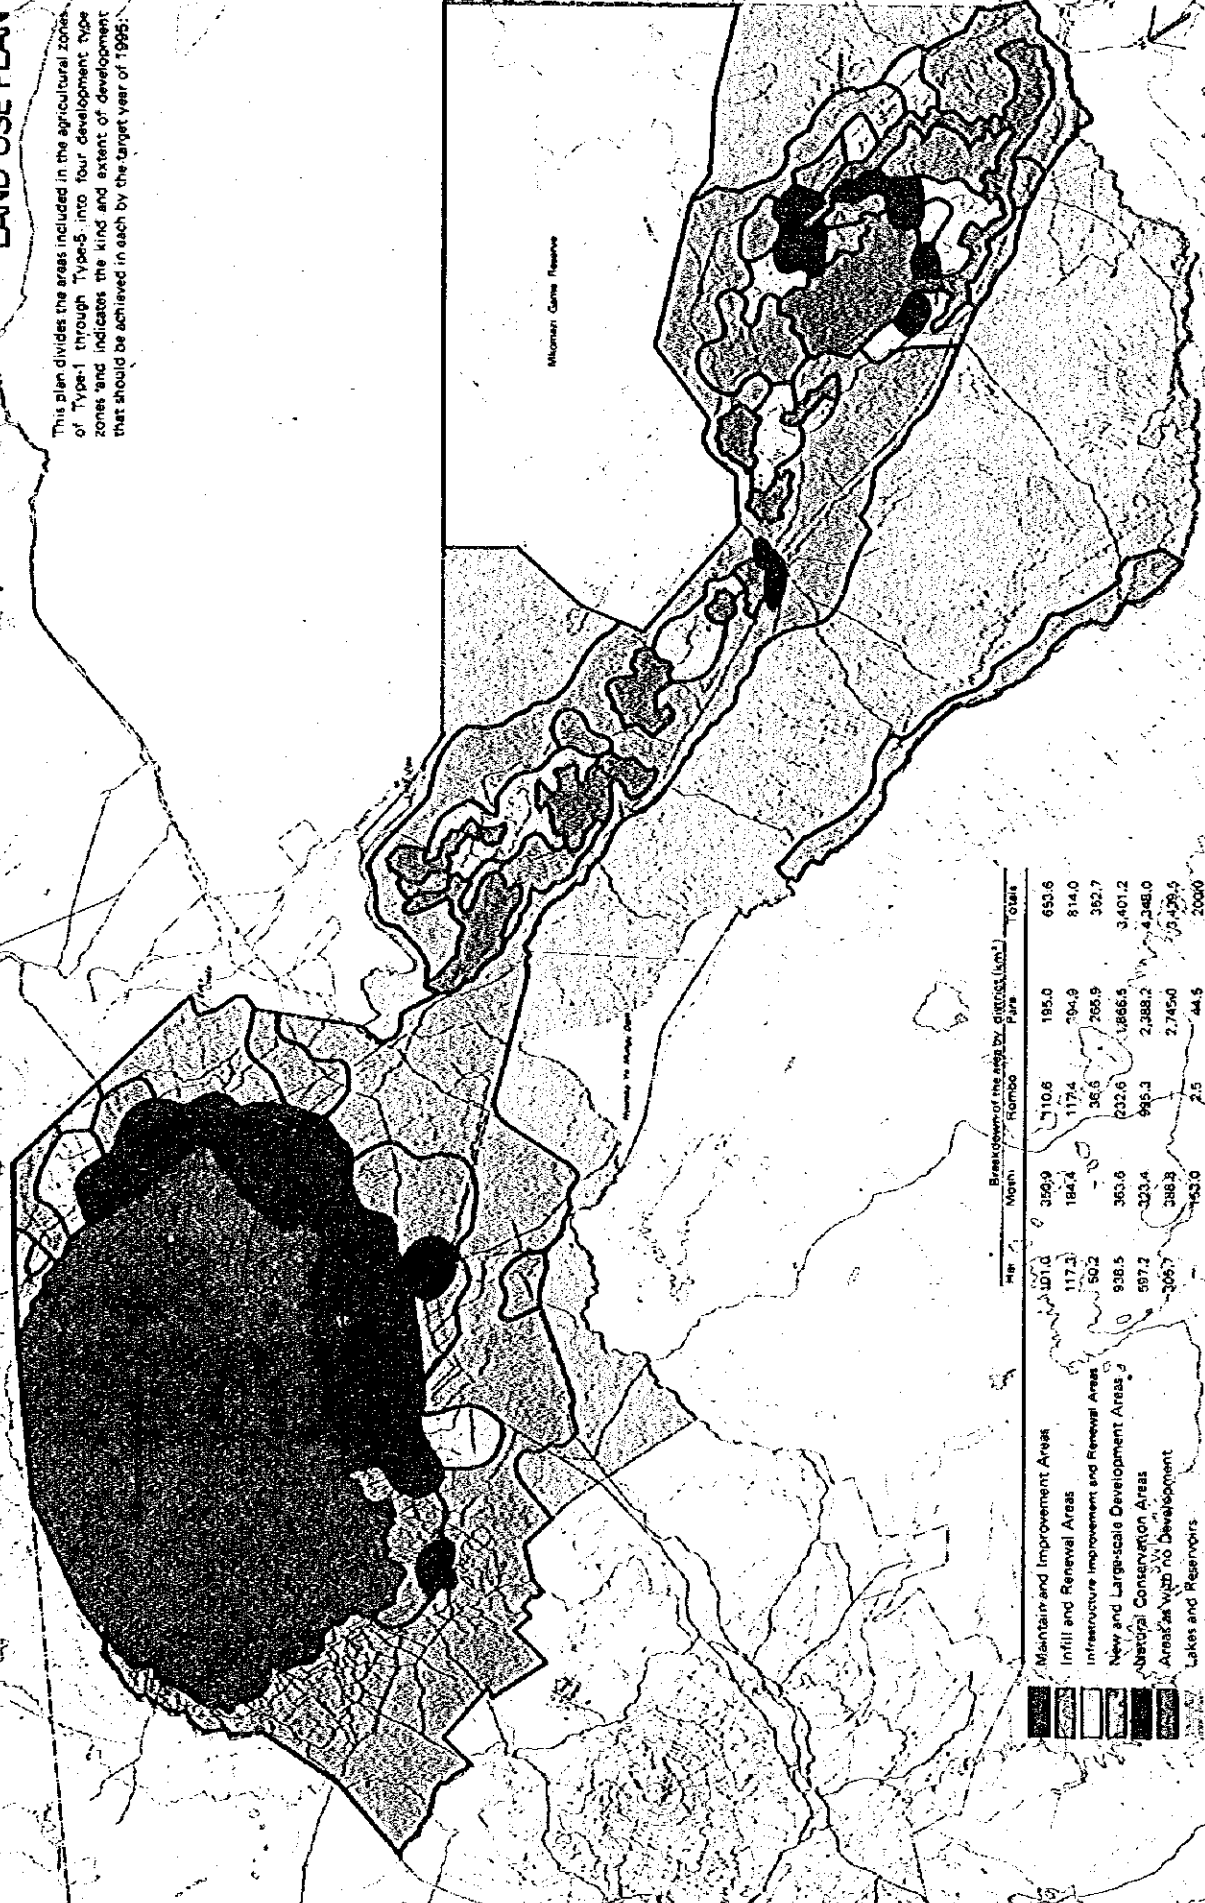 LAND USE PLAN
This plan divides the areas included in the agricultural zones
of Type-1 through Type-5 into four development type
zones and indicates the kind and extent of development
that should be achieved in each by the target year of 1995:
Mkomazi Game Reserve
Nyumba Ya Mungu Dam
Breakdown of the area by district (km²)
Hai Moshi Rombo Pare Totals
Maintain and Improvement Areas 101.0 350.9 110.6 195.0 653.6
Infill and Renewal Areas 117.3 184.4 117.4 394.9 814.0
Infrastructure Improvement and Renewal Areas 50.2 - 36.6 265.9 352.7
New and Large-scale Development Areas 938.5 363.6 232.6 1,866.5 3,401.2
Natural Conservation Areas 597.2 323.4 2,388.2 4,348.0
Areas as with no Development 306.7 388.8 - 2,745.0
Lakes and Reservoirs - 2.5 44.5 200.0